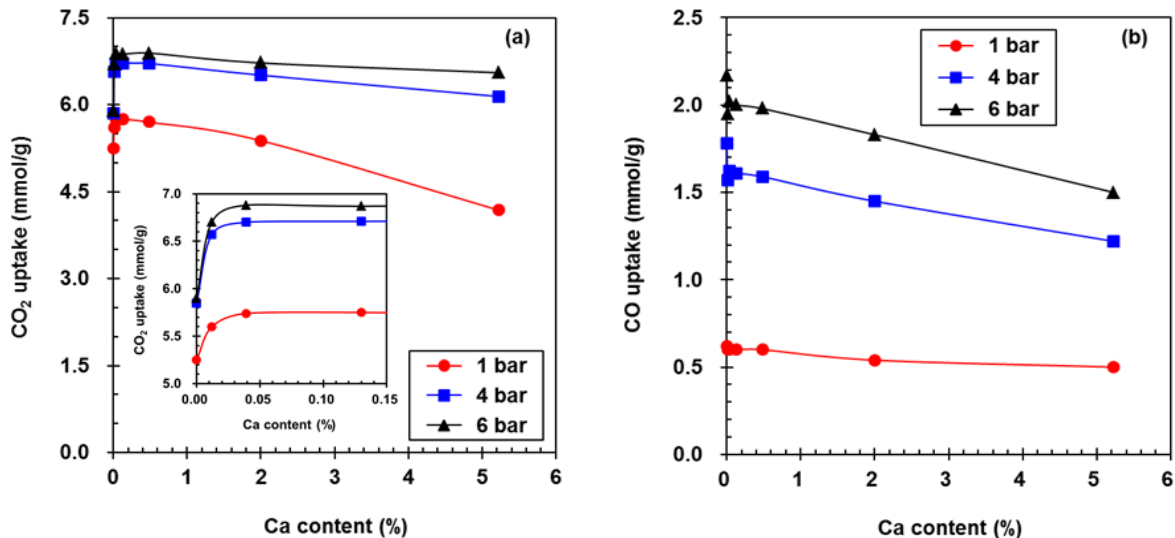 (a)
7.5
6.0
4.5
3.0
1.5
0.0
CO₂ uptake (mmol/g)
0
1
2
3
4
5
6
Ca content (%)
1 bar
4 bar
6 bar
7.0
6.5
6.0
5.5
5.0
CO₂ uptake (mmol/g)
0.00
0.05
0.10
0.15
Ca content (%)
(b)
2.5
2.0
1.5
1.0
0.5
0.0
CO uptake (mmol/g)
0
1
2
3
4
5
6
Ca content (%)
1 bar
4 bar
6 bar